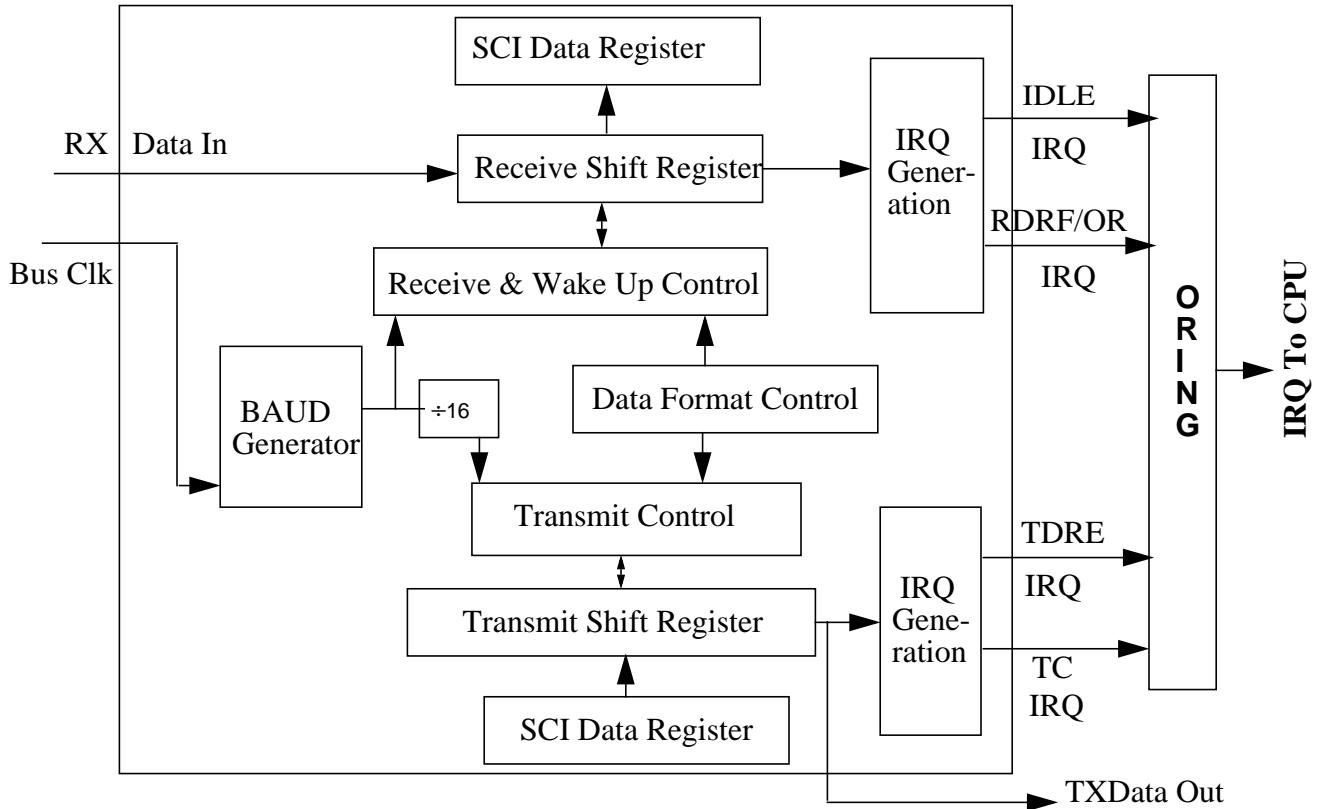 SCI Data Register
RX
Data In
Receive Shift Register
IRQ
Gener-
ation
IDLE
IRQ
RDRF/OR
IRQ
Bus Clk
Receive & Wake Up Control
BAUD
Generator
÷16
Data Format Control
ORING
IRQ To CPU
Transmit Control
TDRE
IRQ
IRQ
Gene-
ration
Transmit Shift Register
TC
IRQ
SCI Data Register
TXData Out